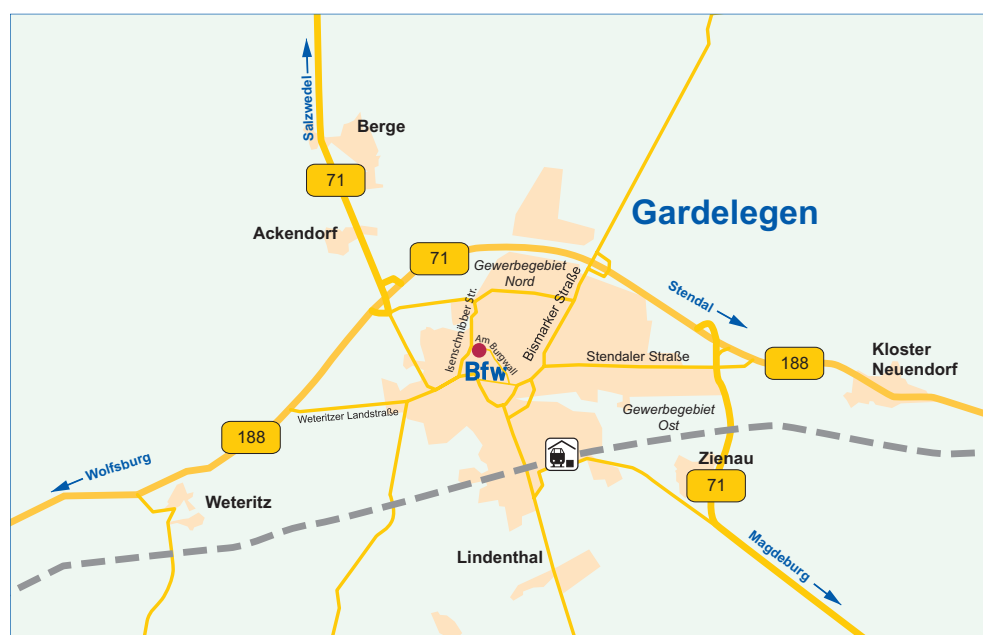 Salzwedel
Berge
71
Ackendorf
Gardelegen
71
Gewerbegebiet
Nord
Stendal
Isenschnibber Str.
Am Burgwall
Bismarker Straße
Bfw
Stendaler Straße
188
Kloster
Neuendorf
Weteritzer Landstraße
188
Gewerbegebiet
Ost
Wolfsburg
Zienau
71
Weteritz
Lindenthal
Magdeburg